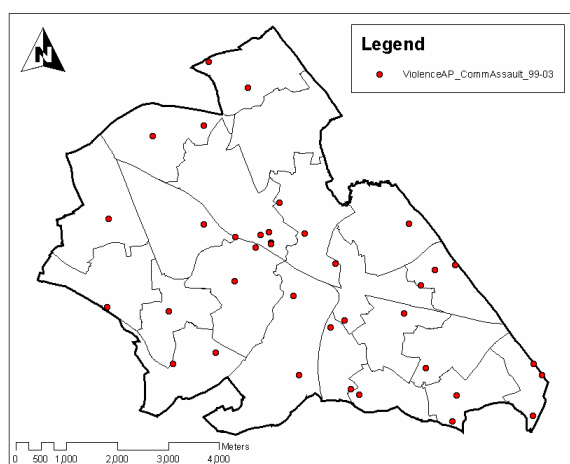 N
Legend
ViolenceAP_CommAssault_99-03
Meters
0 500 1,000 2,000 3,000 4,000